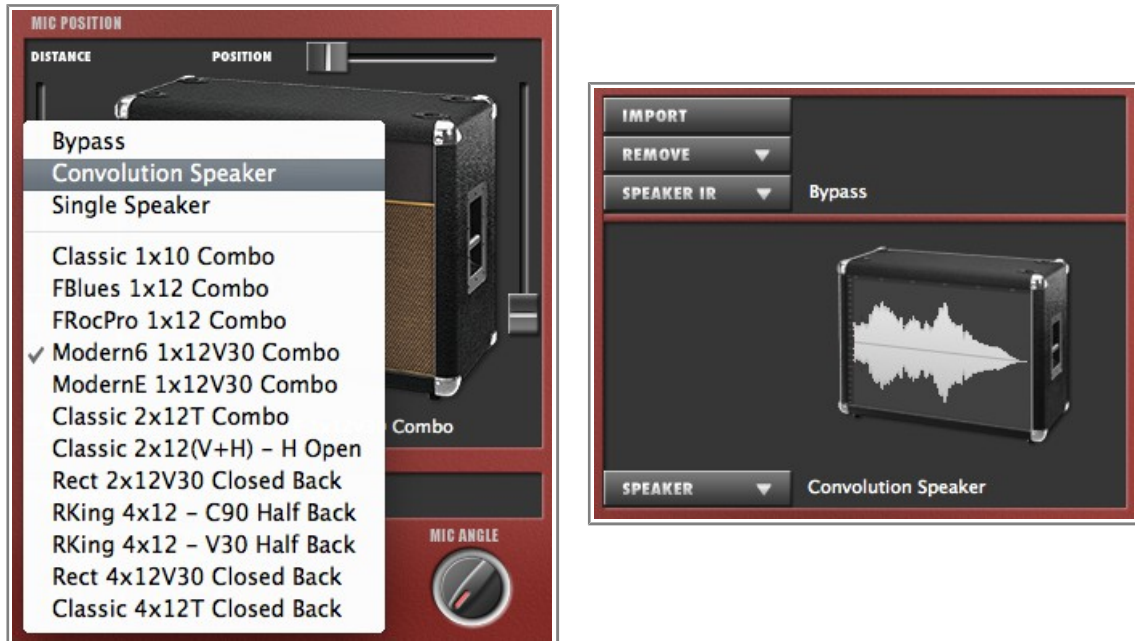 MIC POSITION
DISTANCE
POSITION
Bypass
Convolution Speaker
Single Speaker
Classic 1x10 Combo
FBlues 1x12 Combo
FRocPro 1x12 Combo
✓ Modern6 1x12V30 Combo
ModernE 1x12V30 Combo
Classic 2x12T Combo
Classic 2x12(V+H) – H Open
Rect 2x12V30 Closed Back
RKing 4x12 – C90 Half Back
RKing 4x12 – V30 Half Back
Rect 4x12V30 Closed Back
Classic 4x12T Closed Back
Combo
MIC ANGLE
IMPORT
REMOVE
SPEAKER IR
Bypass
SPEAKER
Convolution Speaker